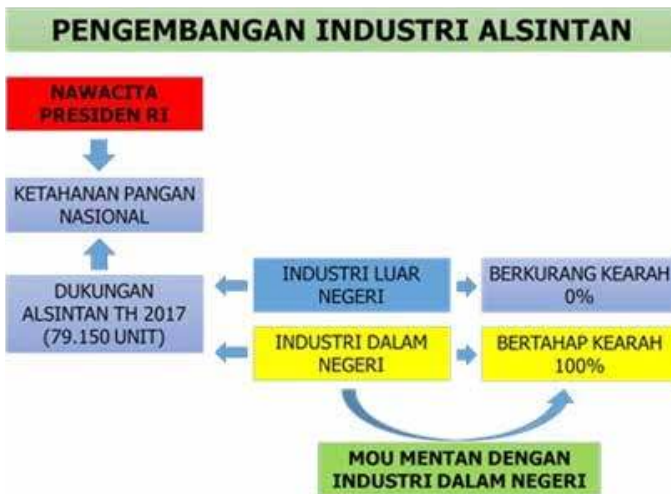 PENGEMBANGAN INDUSTRI ALSINTAN
NAWACITA
PRESIDEN RI
KETAHANAN PANGAN
NASIONAL
DUKUNGAN
ALSINTAN TH 2017
(79.150 UNIT)
INDUSTRI LUAR
NEGERI
BERKURANG KEARAH
0%
INDUSTRI DALAM
NEGERI
BERTAHAP KEARAH
100%
MOU MENTAN DENGAN
INDUSTRI DALAM NEGERI